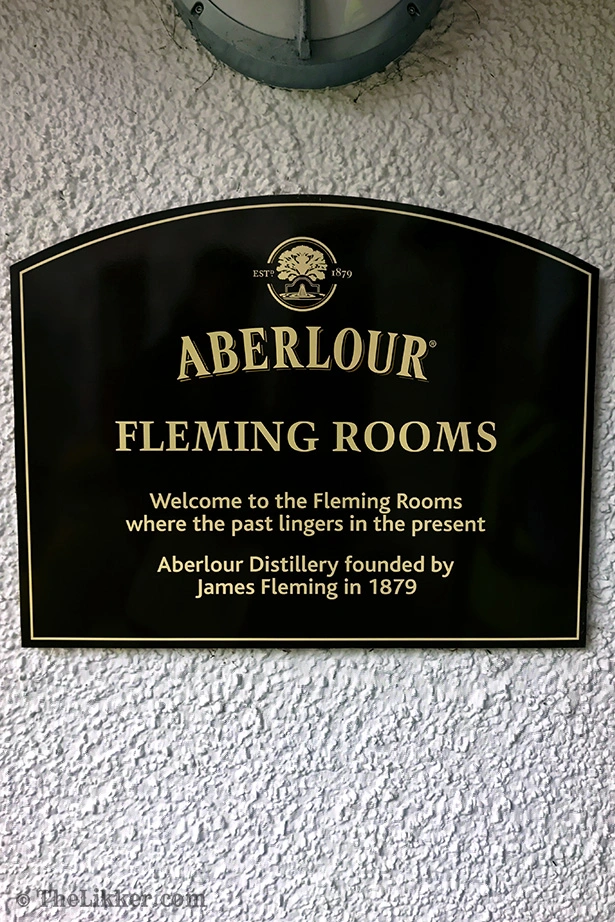 ESTD 1879
ABERLOUR®
FLEMING ROOMS
Welcome to the Fleming Rooms
where the past lingers in the present
Aberlour Distillery founded by
James Fleming in 1879
© TheLikker.com